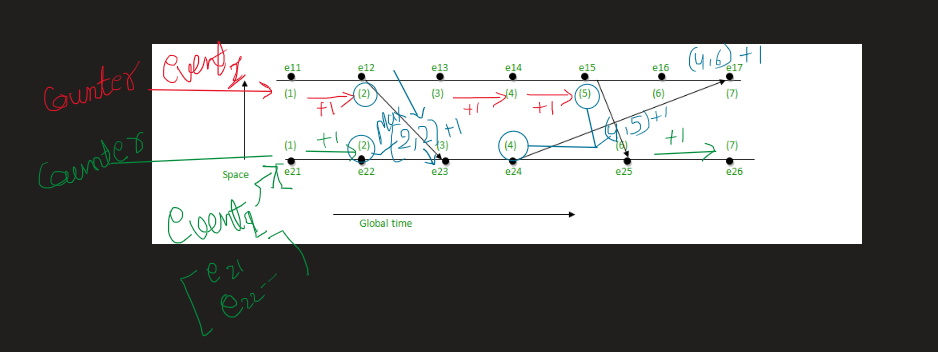 (4,6)+1
Event1
e11 e12 e13 e14 e15 e16 e17
Counter
(1) (2) (3) (4) (5) (6) (7)
+1 +1 +1
Max
(2,2)+1
(4,5)+1
Counter
+1 +1
(1) (2) (3) (4) (6) (7)
Space
e21 e22 e23 e24 e25 e26
Event2
Global time
e21
e22--